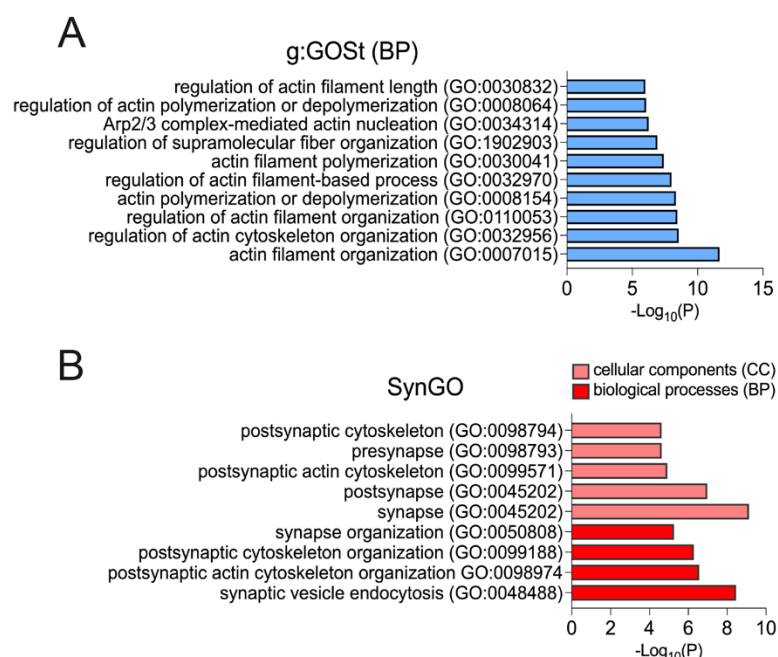 A
g:GOSt (BP)
regulation of actin filament length (GO:0030832)
regulation of actin polymerization or depolymerization (GO:0008064)
Arp2/3 complex-mediated actin nucleation (GO:0034314)
regulation of supramolecular fiber organization (GO:1902903)
actin filament polymerization (GO:0030041)
regulation of actin filament-based process (GO:0032970)
actin polymerization or depolymerization (GO:0008154)
regulation of actin filament organization (GO:0110053)
regulation of actin cytoskeleton organization (GO:0032956)
actin filament organization (GO:0007015)
0 5 10 15
-Log10(P)
B
SynGO
cellular components (CC)
biological processes (BP)
postsynaptic cytoskeleton (GO:0098794)
presynapse (GO:0098793)
postsynaptic actin cytoskeleton (GO:0099571)
postsynapse (GO:0045202)
synapse (GO:0045202)
synapse organization (GO:0050808)
postsynaptic cytoskeleton organization (GO:0099188)
postsynaptic actin cytoskeleton organization GO:0098974
synaptic vesicle endocytosis (GO:0048488)
0 2 4 6 8 10
-Log10(P)